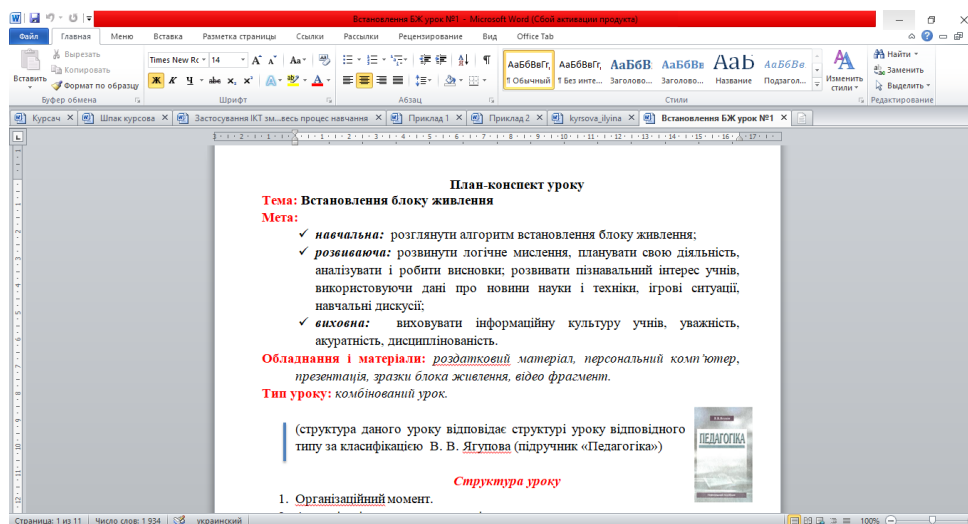 Встановлення БЖ урок №1 - Microsoft Word (Сбой активации продукта)
Файл Главная Меню Вставка Разметка страницы Ссылки Рассылки Рецензирование Вид Office Tab
Вставить
Вырезать
Копировать
Формат по образцу
Буфер обмена
Times New Rc 14
Шрифт
Абзац
АаБбВвГг, АаБбВвГг, АаБбВ АаБбВв АаЬ АаБбВв
¶ Обычный ¶ Без инте... Заголово... Заголово... Название Подзагол...
Изменить стили
Стили
Найти
Заменить
Выделить
Редактирование
Курсач Шпак курсова Застосування ІКТ зм...весь процес навчання Приклад 1 Приклад 2 kyrsova_ilyina Встановлення БЖ урок №1
План-конспект уроку
Тема: Встановлення блоку живлення
Мета:
✓ навчальна: розглянути алгоритм встановлення блоку живлення;
✓ розвиваюча: розвинути логічне мислення, планувати свою діяльність,
аналізувати і робити висновки; розвивати пізнавальний інтерес учнів,
використовуючи дані про новини науки і техніки, ігрові ситуації,
навчальні дискусії;
✓ виховна: виховувати інформаційну культуру учнів, уважність,
акуратність, дисциплінованість.
Обладнання і матеріали: роздатковий матеріал, персональний комп'ютер,
презентація, зразки блока живлення, відео фрагмент.
Тип уроку: комбінований урок.
(структура даного уроку відповідає структурі уроку відповідного
типу за класифікацією В. В. Ягупова (підручник «Педагогіка»)
ПЕДАГОГІКА
Структура уроку
1. Організаційний момент.
Страница: 1 из 11 Число слов: 1 934 украинский 100%